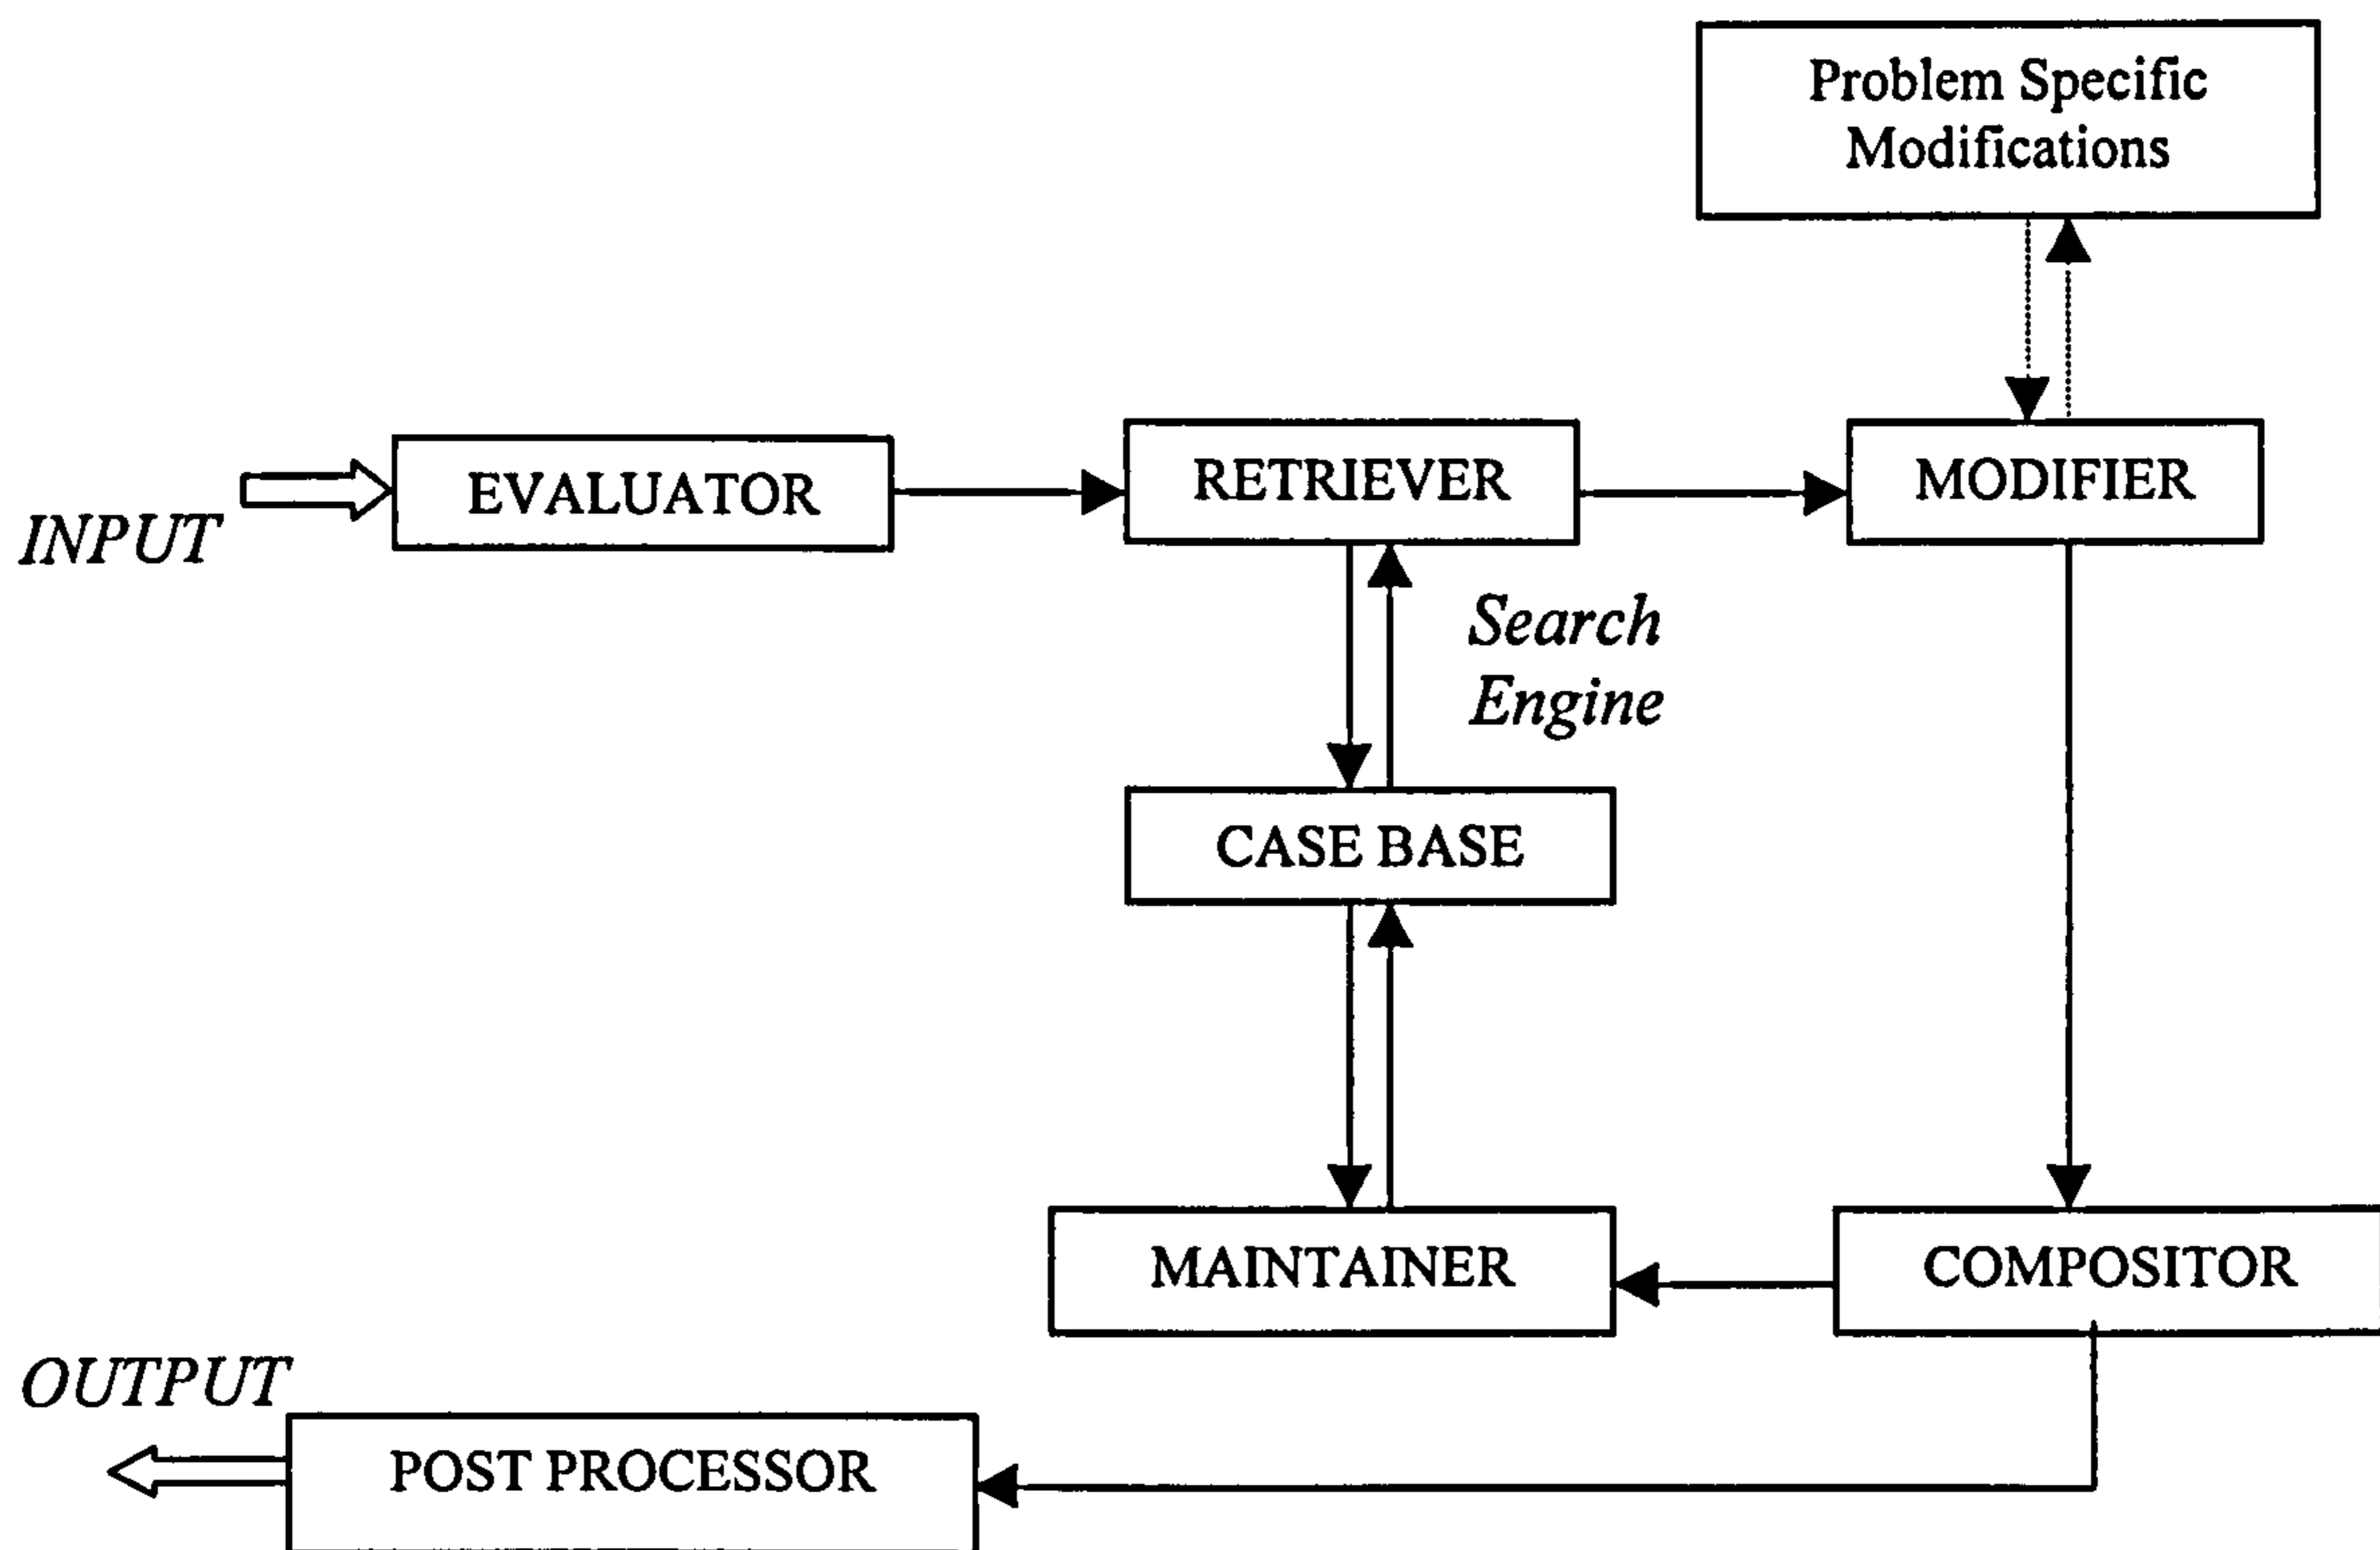 Problem Specific
Modifications
INPUT
EVALUATOR
RETRIEVER
MODIFIER
Search
Engine
CASE BASE
MAINTAINER
COMPOSITOR
OUTPUT
POST PROCESSOR